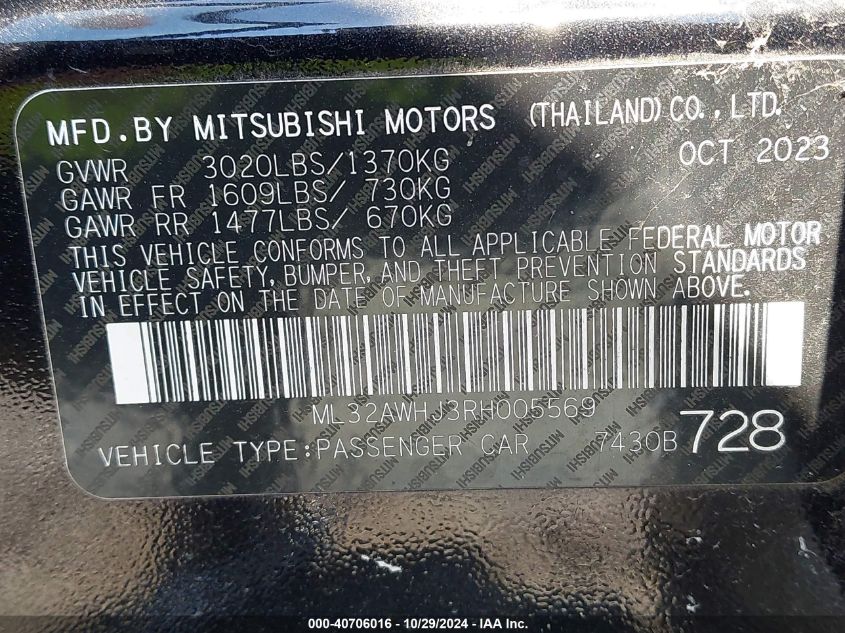 MFD.BY MITSUBISHI MOTORS (THAILAND) CO., LTD.
GVWR 3020LBS/1370KG OCT 2023
GAWR FR 1609LBS/ 730KG
GAWR RR 1477LBS/ 670KG
THIS VEHICLE CONFORMS TO ALL APPLICABLE FEDERAL MOTOR
VEHICLE SAFETY, BUMPER, AND THEFT PREVENTION STANDARDS
IN EFFECT ON THE DATE OF MANUFACTURE SHOWN ABOVE.
ML32AWHJ3RH005569
VEHICLE TYPE:PASSENGER CAR 7430B 728
000-40706016 - 10/29/2024 - IAAI.com